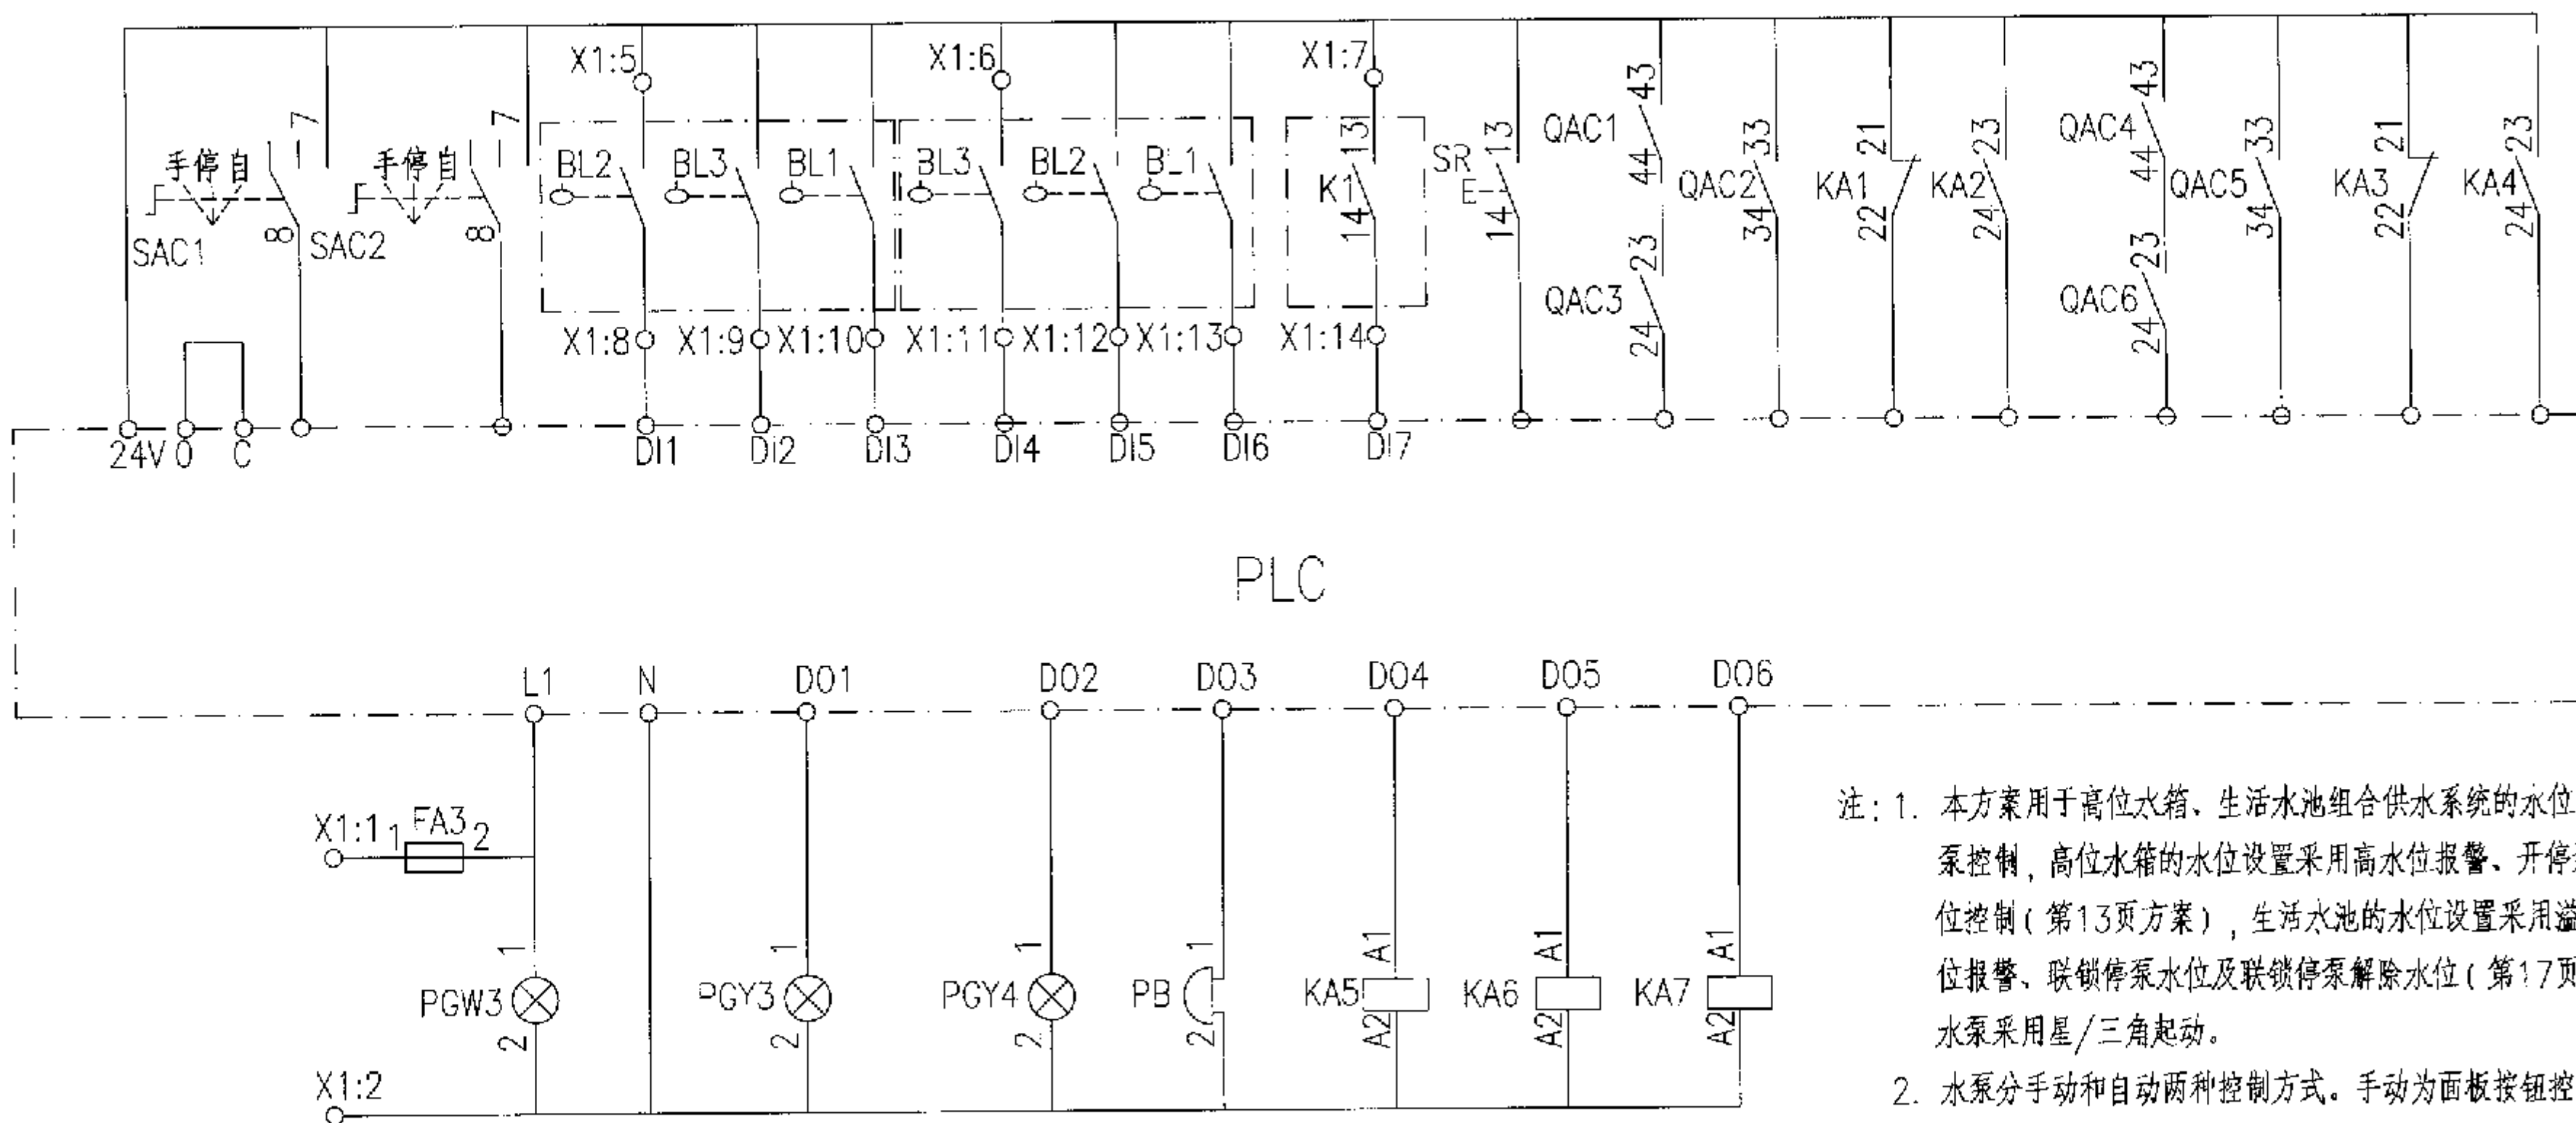 X1:5
X1:6
X1:7
7
7
手停自
手停自
8
8
SAC1
SAC2
BL2
BL3
BL1
BL3
BL2
BL1
K1
13
14
SR
E
13
14
QAC1
43
44
QAC3
23
24
QAC2
33
34
KA1
21
22
KA2
23
24
QAC4
43
44
QAC6
23
24
QAC5
33
34
KA3
21
22
KA4
23
24
X1:8
X1:9
X1:10
X1:11
X1:12
X1:13
X1:14
24V
0
C
DI1
DI2
DI3
DI4
DI5
DI6
DI7
PLC
L1
N
DO1
DO2
DO3
DO4
DO5
DO6
X1:1
1
FA3
2
PGW3
1
2
PGY3
1
2
PGY4
1
2
PB
1
2
KA5
A1
A2
KA6
A1
A2
KA7
A1
A2
X1:2
注: 1. 本方案用于高位水箱、生活水池组合供水系统的水位
泵控制, 高位水箱的水位设置采用高水位报警、开停
位控制(第13页方案), 生活水池的水位设置采用溢
位报警、联锁停泵水位及联锁停泵解除水位(第17页
水泵采用星/三角起动。
2. 水泵分手动和自动两种控制方式。手动为面板按钮控